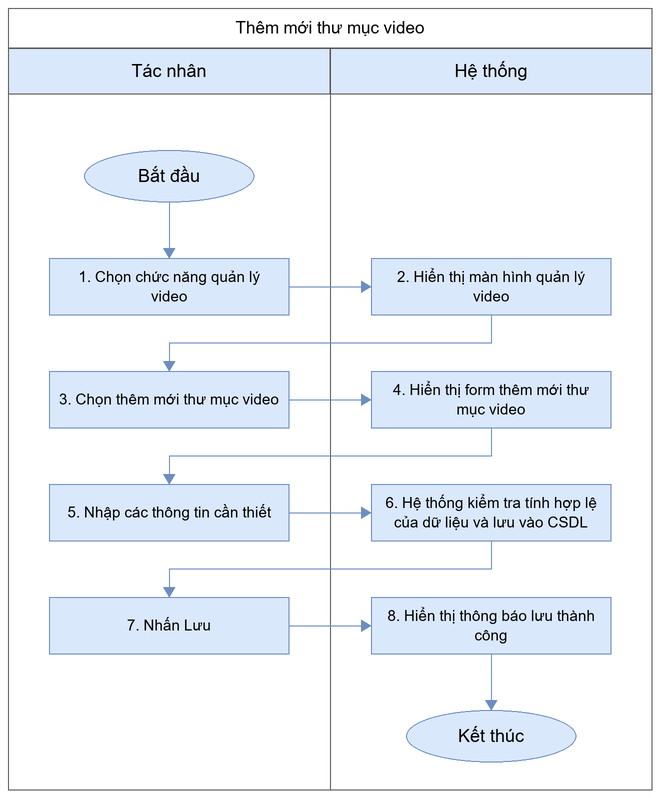 Thêm mới thư mục video
Tác nhân
Hệ thống
Bắt đầu
1. Chọn chức năng quản lý
video
2. Hiển thị màn hình quản lý
video
3. Chọn thêm mới thư mục video
4. Hiển thị form thêm mới thư
mục video
5. Nhập các thông tin cần thiết
6. Hệ thống kiểm tra tính hợp lệ
của dữ liệu và lưu vào CSDL
7. Nhấn Lưu
8. Hiển thị thông báo lưu thành
công
Kết thúc